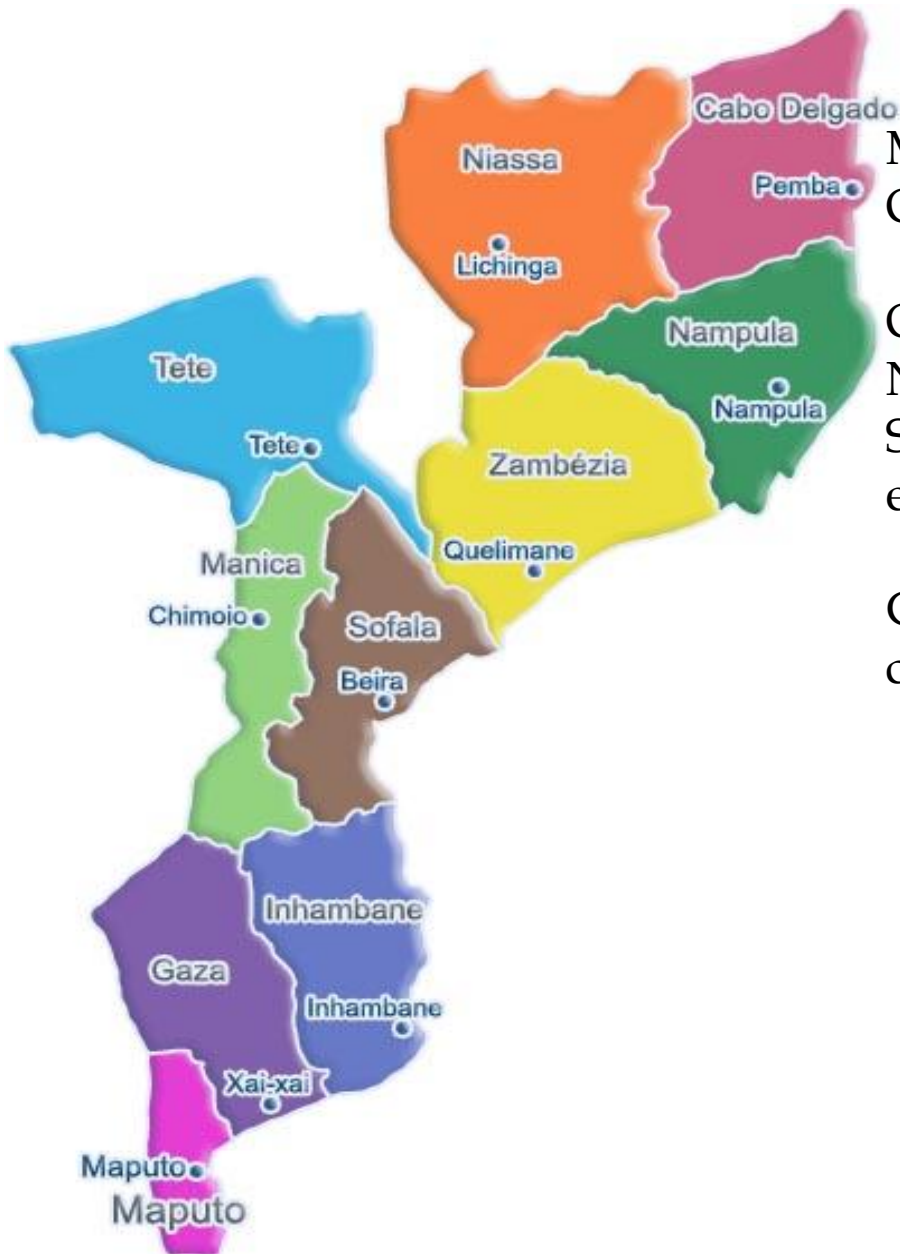 Cabo Delgado
Niassa
Pemba
Lichinga
Nampula
Tete
Nampula
Tete
Zambézia
Quelimane
Manica
Chimoio
Sofala
Beira
Inhambane
Gaza
Inhambane
Xai-xai
Maputo
Maputo